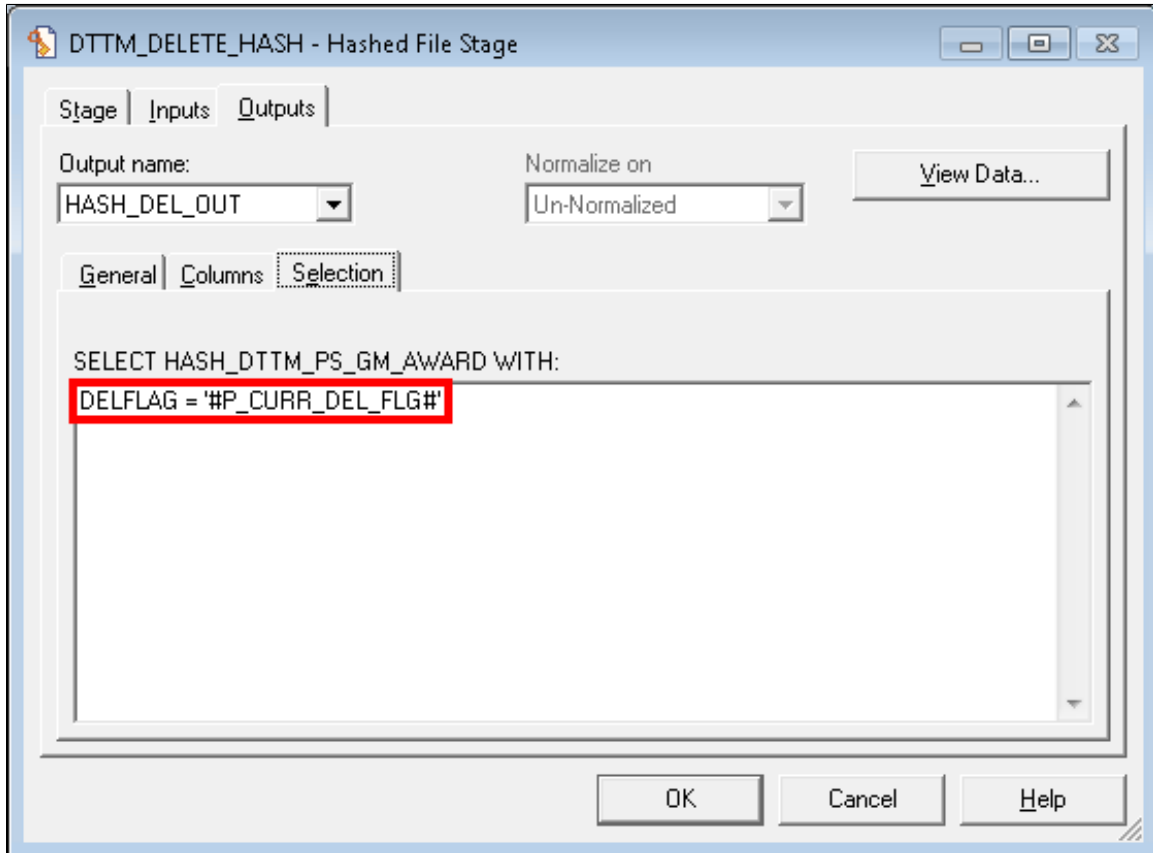 DTTM_DELETE_HASH - Hashed File Stage
Stage Inputs Outputs
Output name: Normalize on View Data...
HASH_DEL_OUT Un-Normalized
General Columns Selection
SELECT HASH_DTTM_PS_GM_AWARD WITH:
DELFLAG = '#P_CURR_DEL_FLG#'
OK Cancel Help